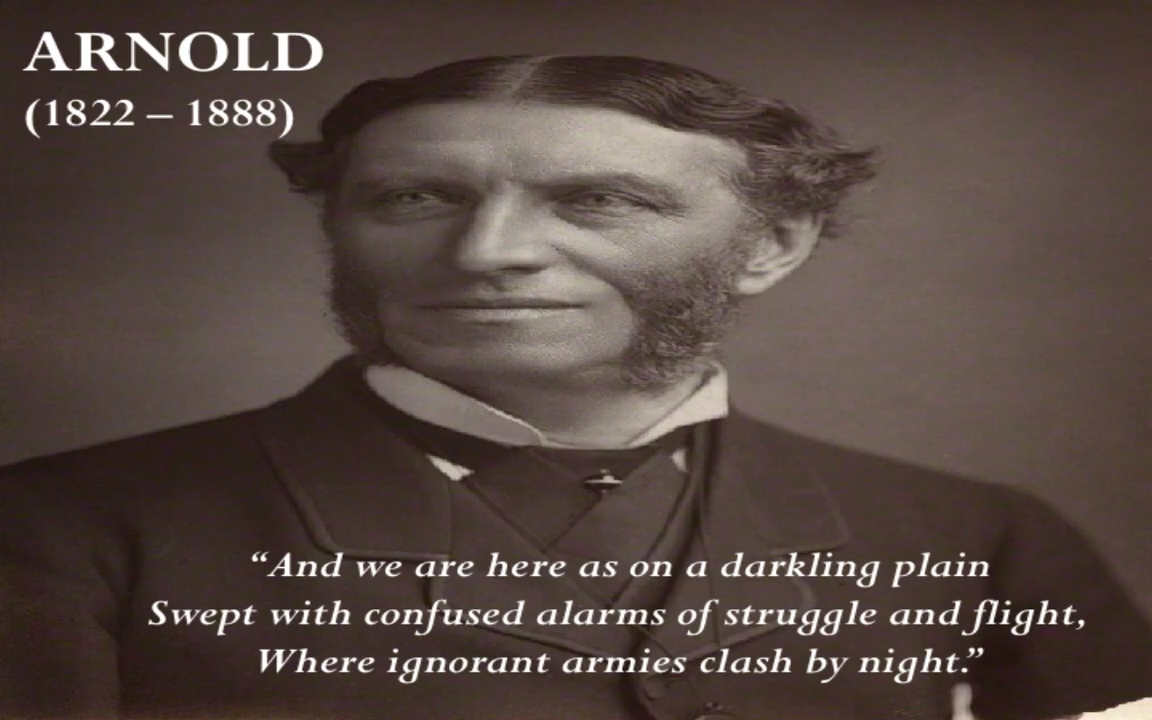 ARNOLD
(1822 – 1888)
“And we are here as on a darkling plain
Swept with confused alarms of struggle and flight,
Where ignorant armies clash by night.”